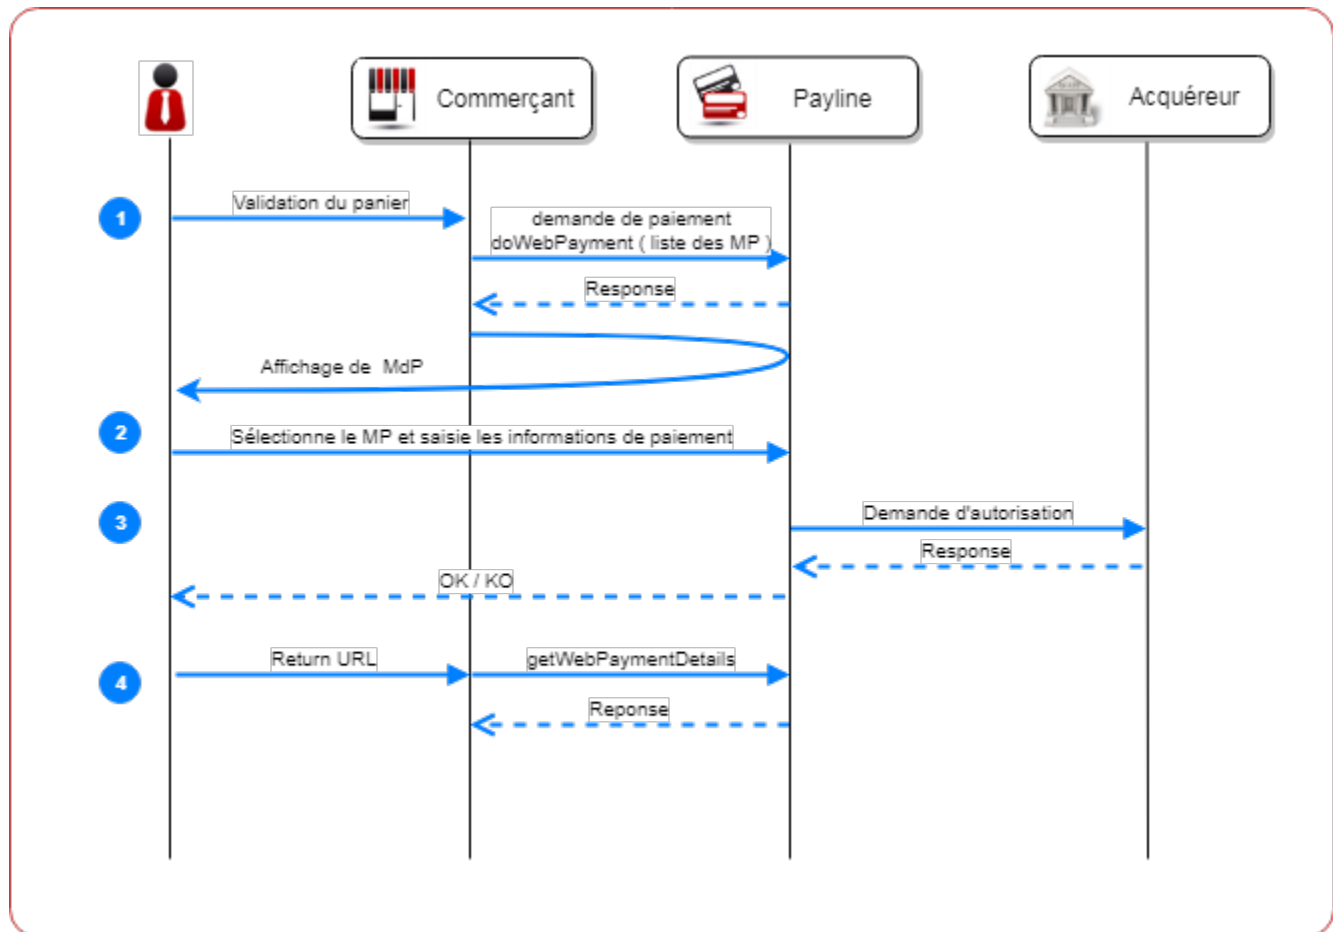 Commerçant
Payline
Acquéreur
1
Validation du panier
demande de paiement
doWebPayment ( liste des MP )
Response
Affichage de MdP
2
Sélectionne le MP et saisie les informations de paiement
3
Demande d'autorisation
Response
OK / KO
4
Return URL
getWebPaymentDetails
Reponse